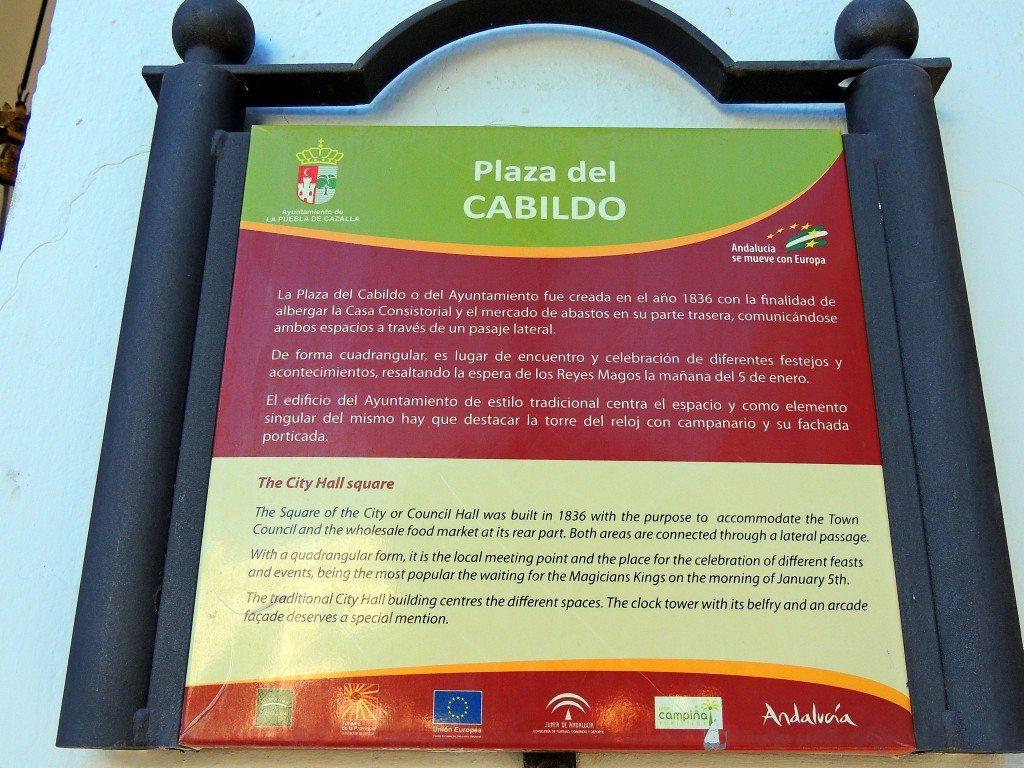 Plaza del
CABILDO
Ayuntamiento de
LA PUEBLA DE CAZALLA
Andalucía
se mueve con Europa
La Plaza del Cabildo o del Ayuntamiento fue creada en el año 1836 con la finalidad de
albergar la Casa Consistorial y el mercado de abastos en su parte trasera, comunicándose
ambos espacios a través de un pasaje lateral.
De forma cuadrangular, es lugar de encuentro y celebración de diferentes festejos y
acontecimientos, resaltando la espera de los Reyes Magos la mañana del 5 de enero.
El edificio del Ayuntamiento de estilo tradicional centra el espacio y como elemento
singular del mismo hay que destacar la torre del reloj con campanario y su fachada
porticada.
The City Hall square
The Square of the City or Council Hall was built in 1836 with the purpose to accommodate the Town
Council and the wholesale food market at its rear part. Both areas are connected through a lateral passage.
With a quadrangular form, it is the local meeting point and the place for the celebration of different feasts
and events, being the most popular the waiting for the Magicians Kings on the morning of January 5th.
The traditional City Hall building centres the different spaces. The clock tower with its belfry and an arcade
façade deserves a special mention.
Turismo
de la Provincia
Unión Europea
JUNTA DE ANDALUCIA
CONSEJERÍA DE TURISMO, COMERCIO Y DEPORTE
campiña
Andalucía